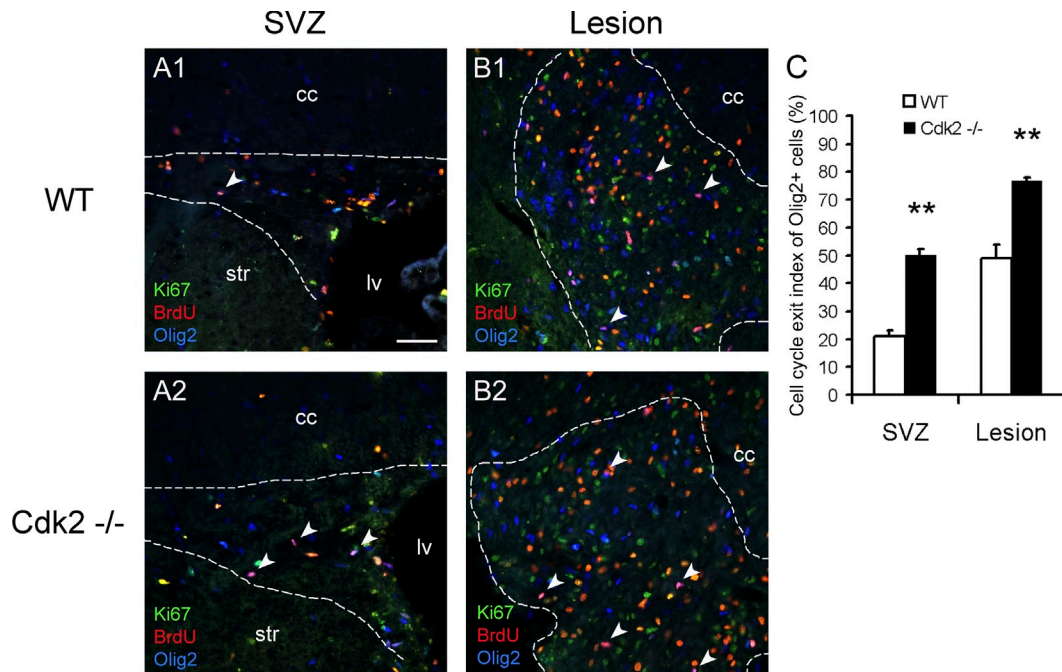 SVZ
Lesion
WT
A1
cc
str
lv
Ki67
BrdU
Olig2
B1
cc
Ki67
BrdU
Olig2
C
WT
Cdk2 -/-
Cell cycle exit index of Olig2+ cells (%)
100
90
80
70
60
50
40
30
20
10
0
**
**
SVZ
Lesion
Cdk2 -/-
A2
cc
lv
str
Ki67
BrdU
Olig2
B2
cc
Ki67
BrdU
Olig2